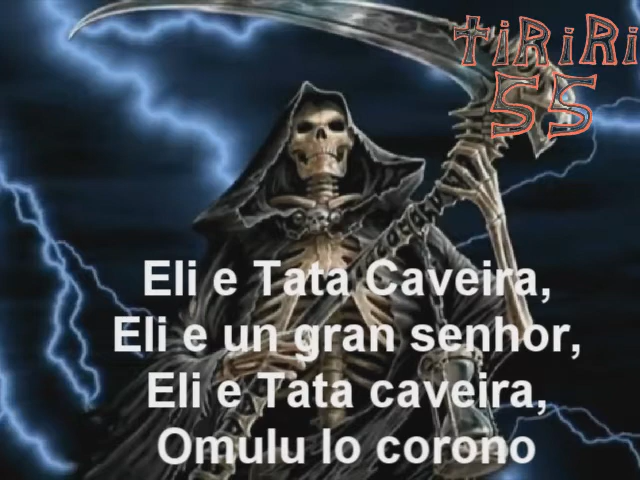 TiRiRi
55
Eli e Tata Caveira,
Eli e un gran senhor,
Eli e Tata caveira,
Omulu lo corono